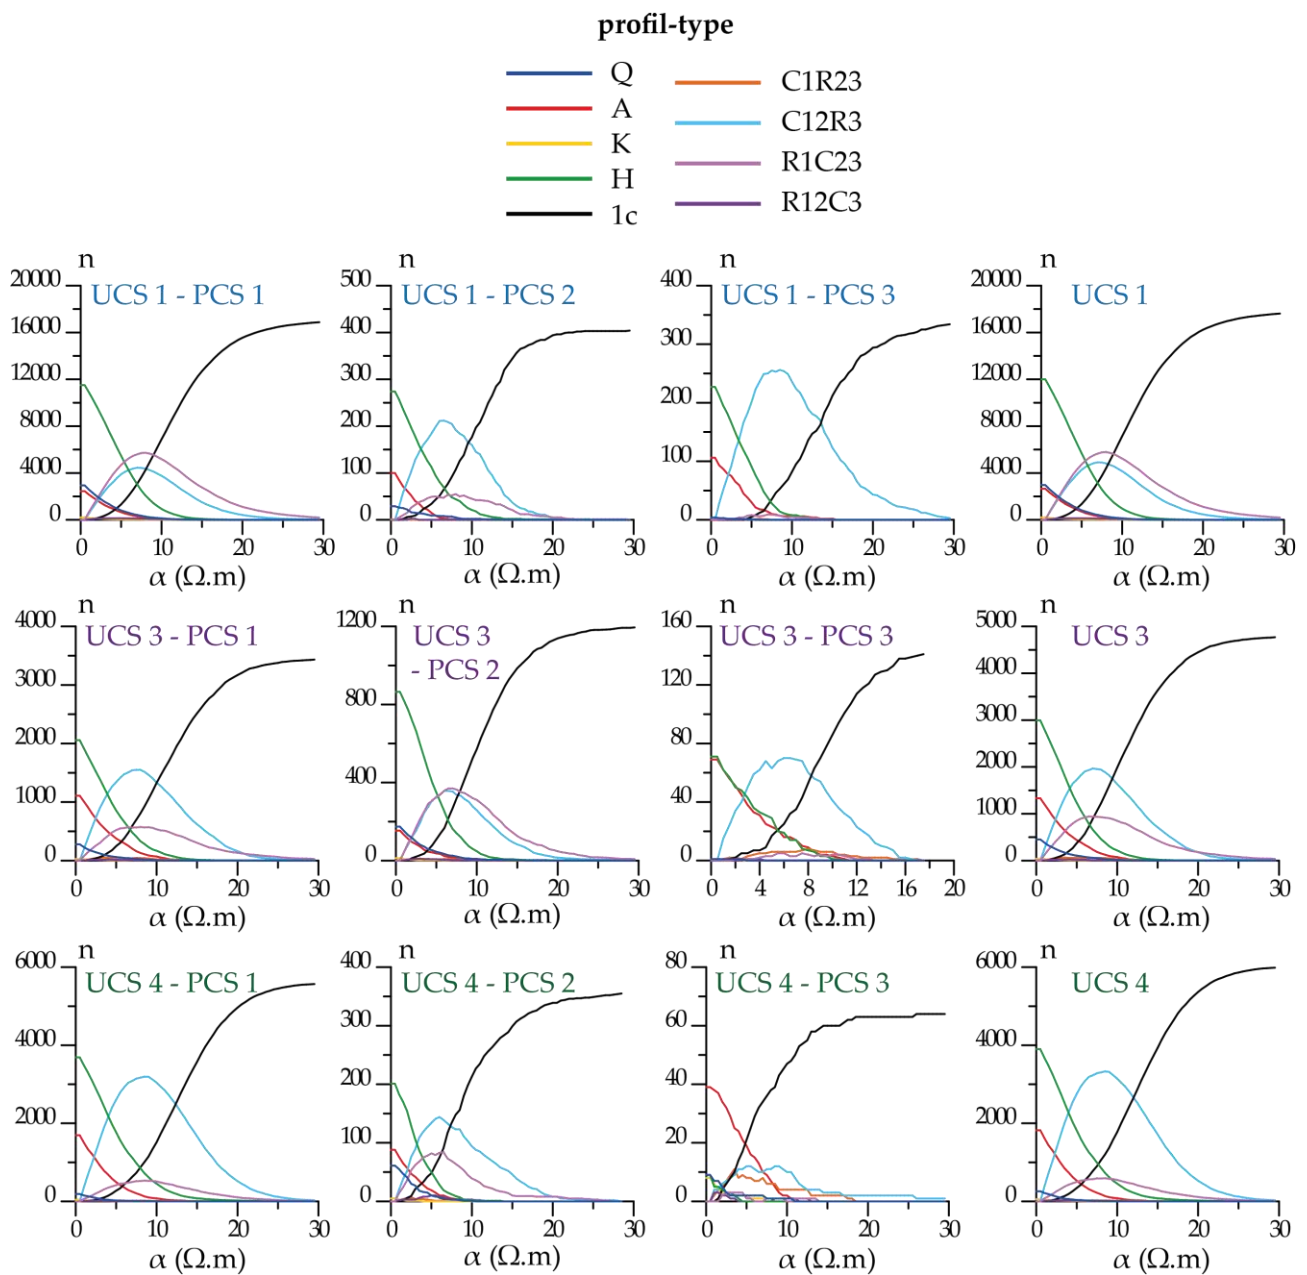 profil-type
Q
A
K
H
1c
C1R23
C12R3
R1C23
R12C3
n
UCS 1 - PCS 1
20000
16000
12000
8000
4000
0
0 10 20 30
α (Ω.m)
n
UCS 1 - PCS 2
500
400
300
200
100
0
0 10 20 30
α (Ω.m)
n
UCS 1 - PCS 3
400
300
200
100
0
0 10 20 30
α (Ω.m)
n
UCS 1
20000
16000
12000
8000
4000
0
0 10 20 30
α (Ω.m)
n
UCS 3 - PCS 1
4000
3000
2000
1000
0
0 10 20 30
α (Ω.m)
n
UCS 3
- PCS 2
1200
800
400
0
0 10 20 30
α (Ω.m)
n
UCS 3 - PCS 3
160
120
80
40
0
0 4 8 12 16 20
α (Ω.m)
n
UCS 3
5000
4000
3000
2000
1000
0
0 10 20 30
α (Ω.m)
n
UCS 4 - PCS 1
6000
4000
2000
0
0 10 20 30
α (Ω.m)
n
UCS 4 - PCS 2
400
300
200
100
0
0 10 20 30
α (Ω.m)
n
UCS 4 - PCS 3
80
60
40
20
0
0 10 20 30
α (Ω.m)
n
UCS 4
6000
4000
2000
0
0 10 20 30
α (Ω.m)